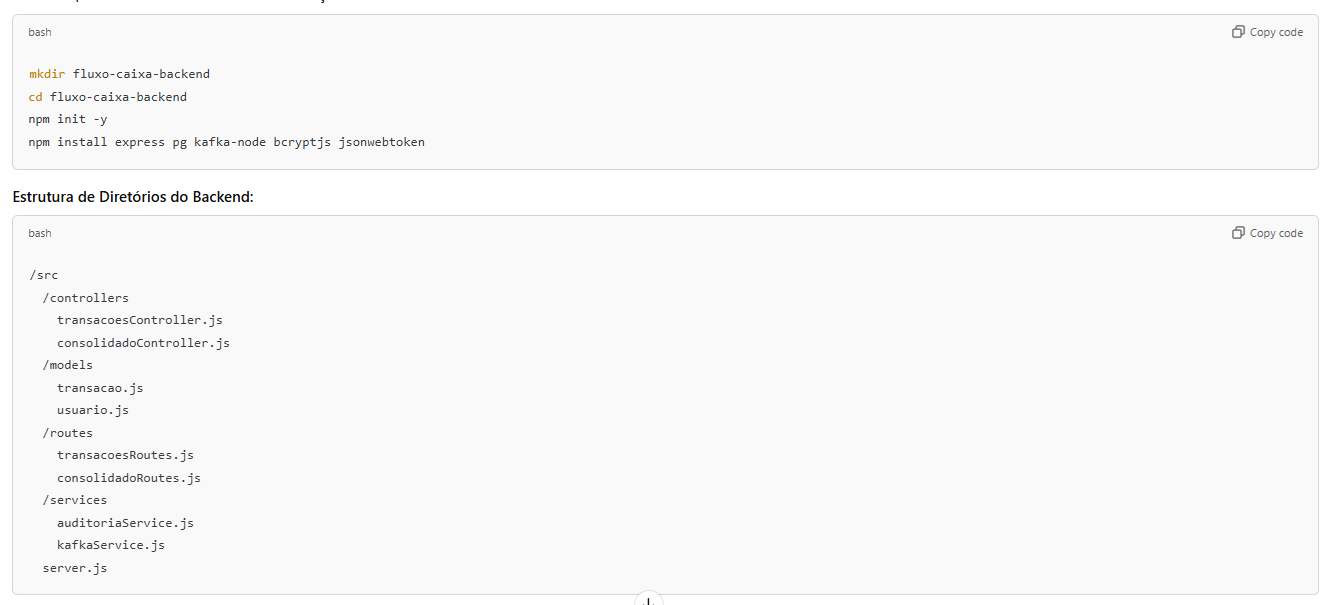 bash
Copy code
mkdir fluxo-caixa-backend
cd fluxo-caixa-backend
npm init -y
npm install express pg kafka-node bcryptjs jsonwebtoken
Estrutura de Diretórios do Backend:
bash
Copy code
/src
  /controllers
    transacoesController.js
    consolidadoController.js
  /models
    transacao.js
    usuario.js
  /routes
    transacoesRoutes.js
    consolidadoRoutes.js
  /services
    auditoriaService.js
    kafkaService.js
  server.js